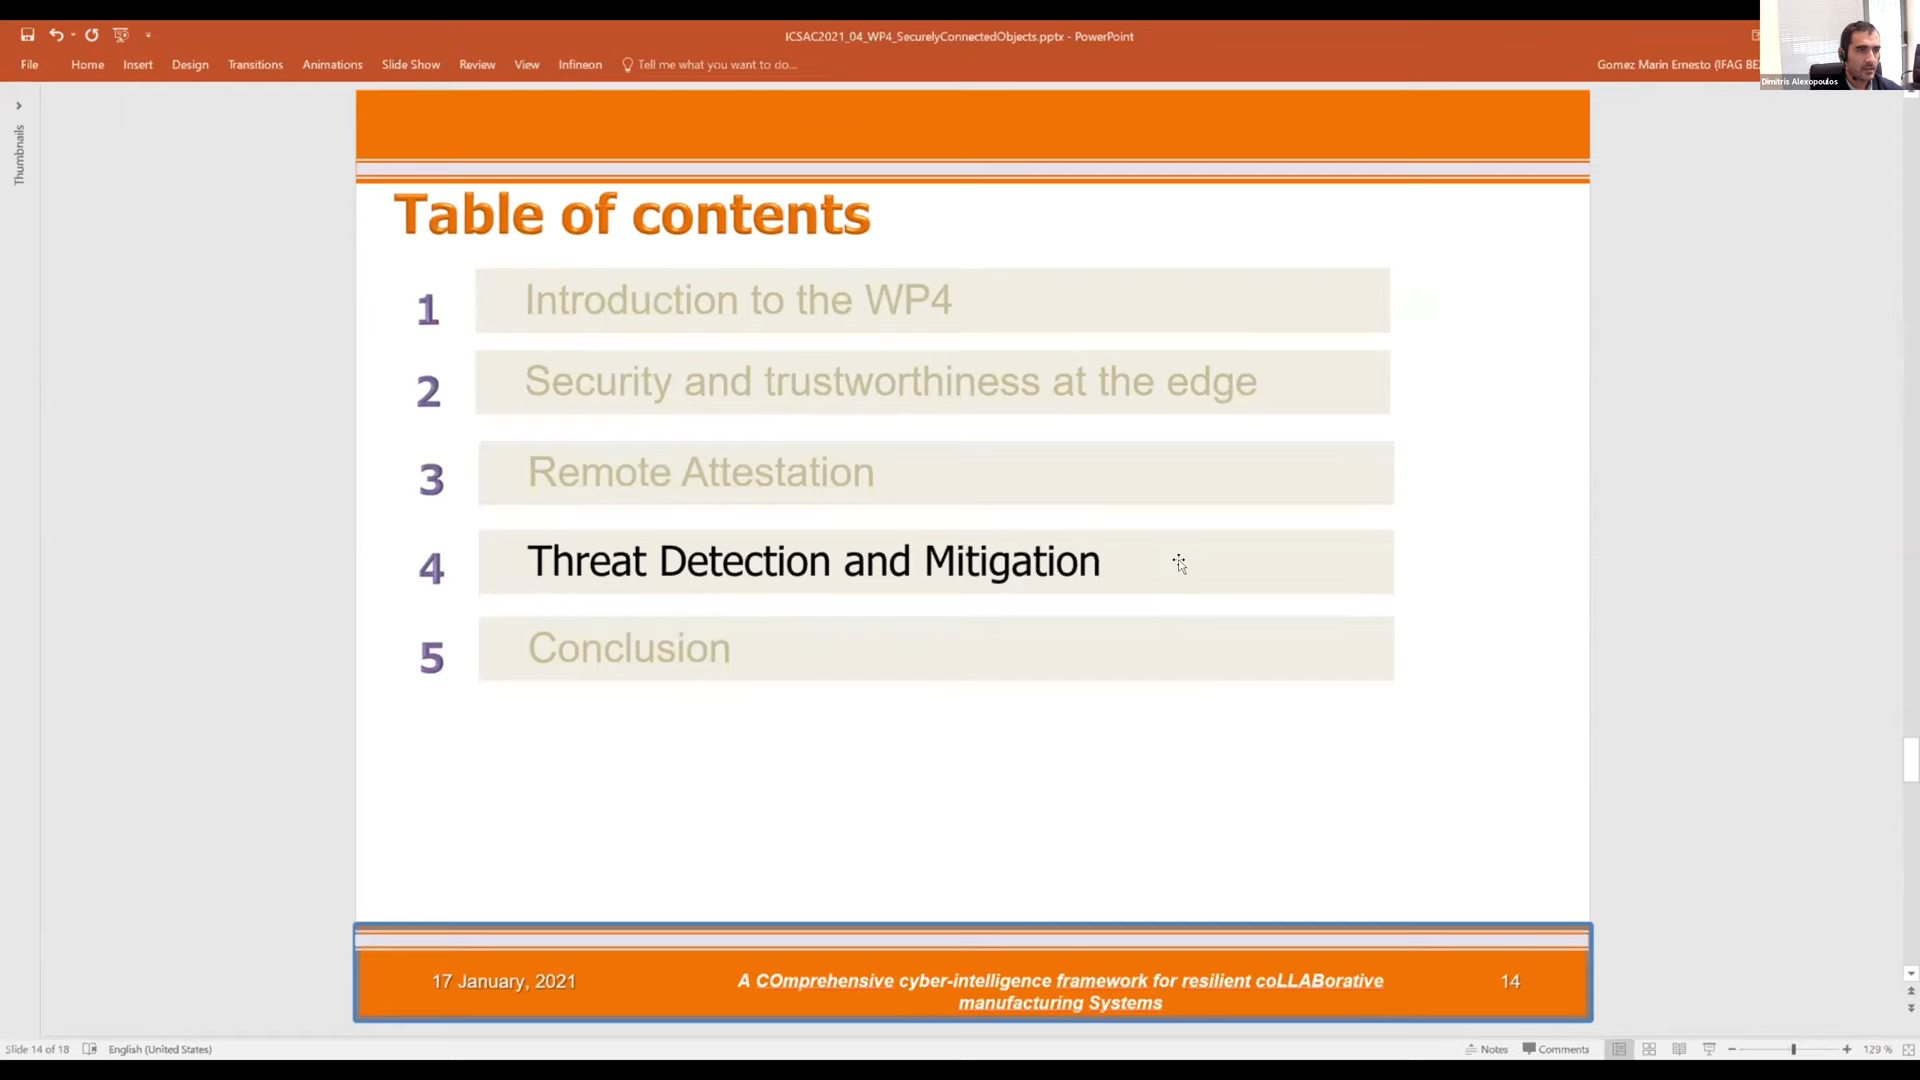 ICSAC2021_04_WP4_SecurelyConnectedObjects.pptx - PowerPoint
File Home Insert Design Transitions Animations Slide Show Review View Infineon Tell me what you want to do...
Gomez Marin Ernesto (IFAG
Dimitris Alexopoulos
Thumbnails
Table of contents
1 Introduction to the WP4
2 Security and trustworthiness at the edge
3 Remote Attestation
4 Threat Detection and Mitigation
5 Conclusion
17 January, 2021
A COmprehensive cyber-intelligence framework for resilient coLLABorative
manufacturing Systems
14
Slide 14 of 18 English (United States) Notes Comments 129 %